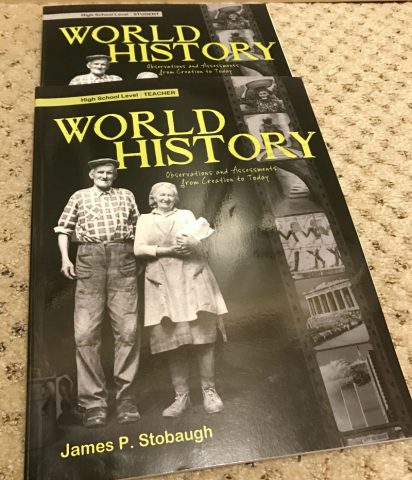 High School Level | STUDENT
WORLD
HISTORY
Observations and Assessments
from Creation to Today
High School Level | TEACHER
WORLD
HISTORY
Observations and Assessments
from Creation to Today
James P. Stobaugh